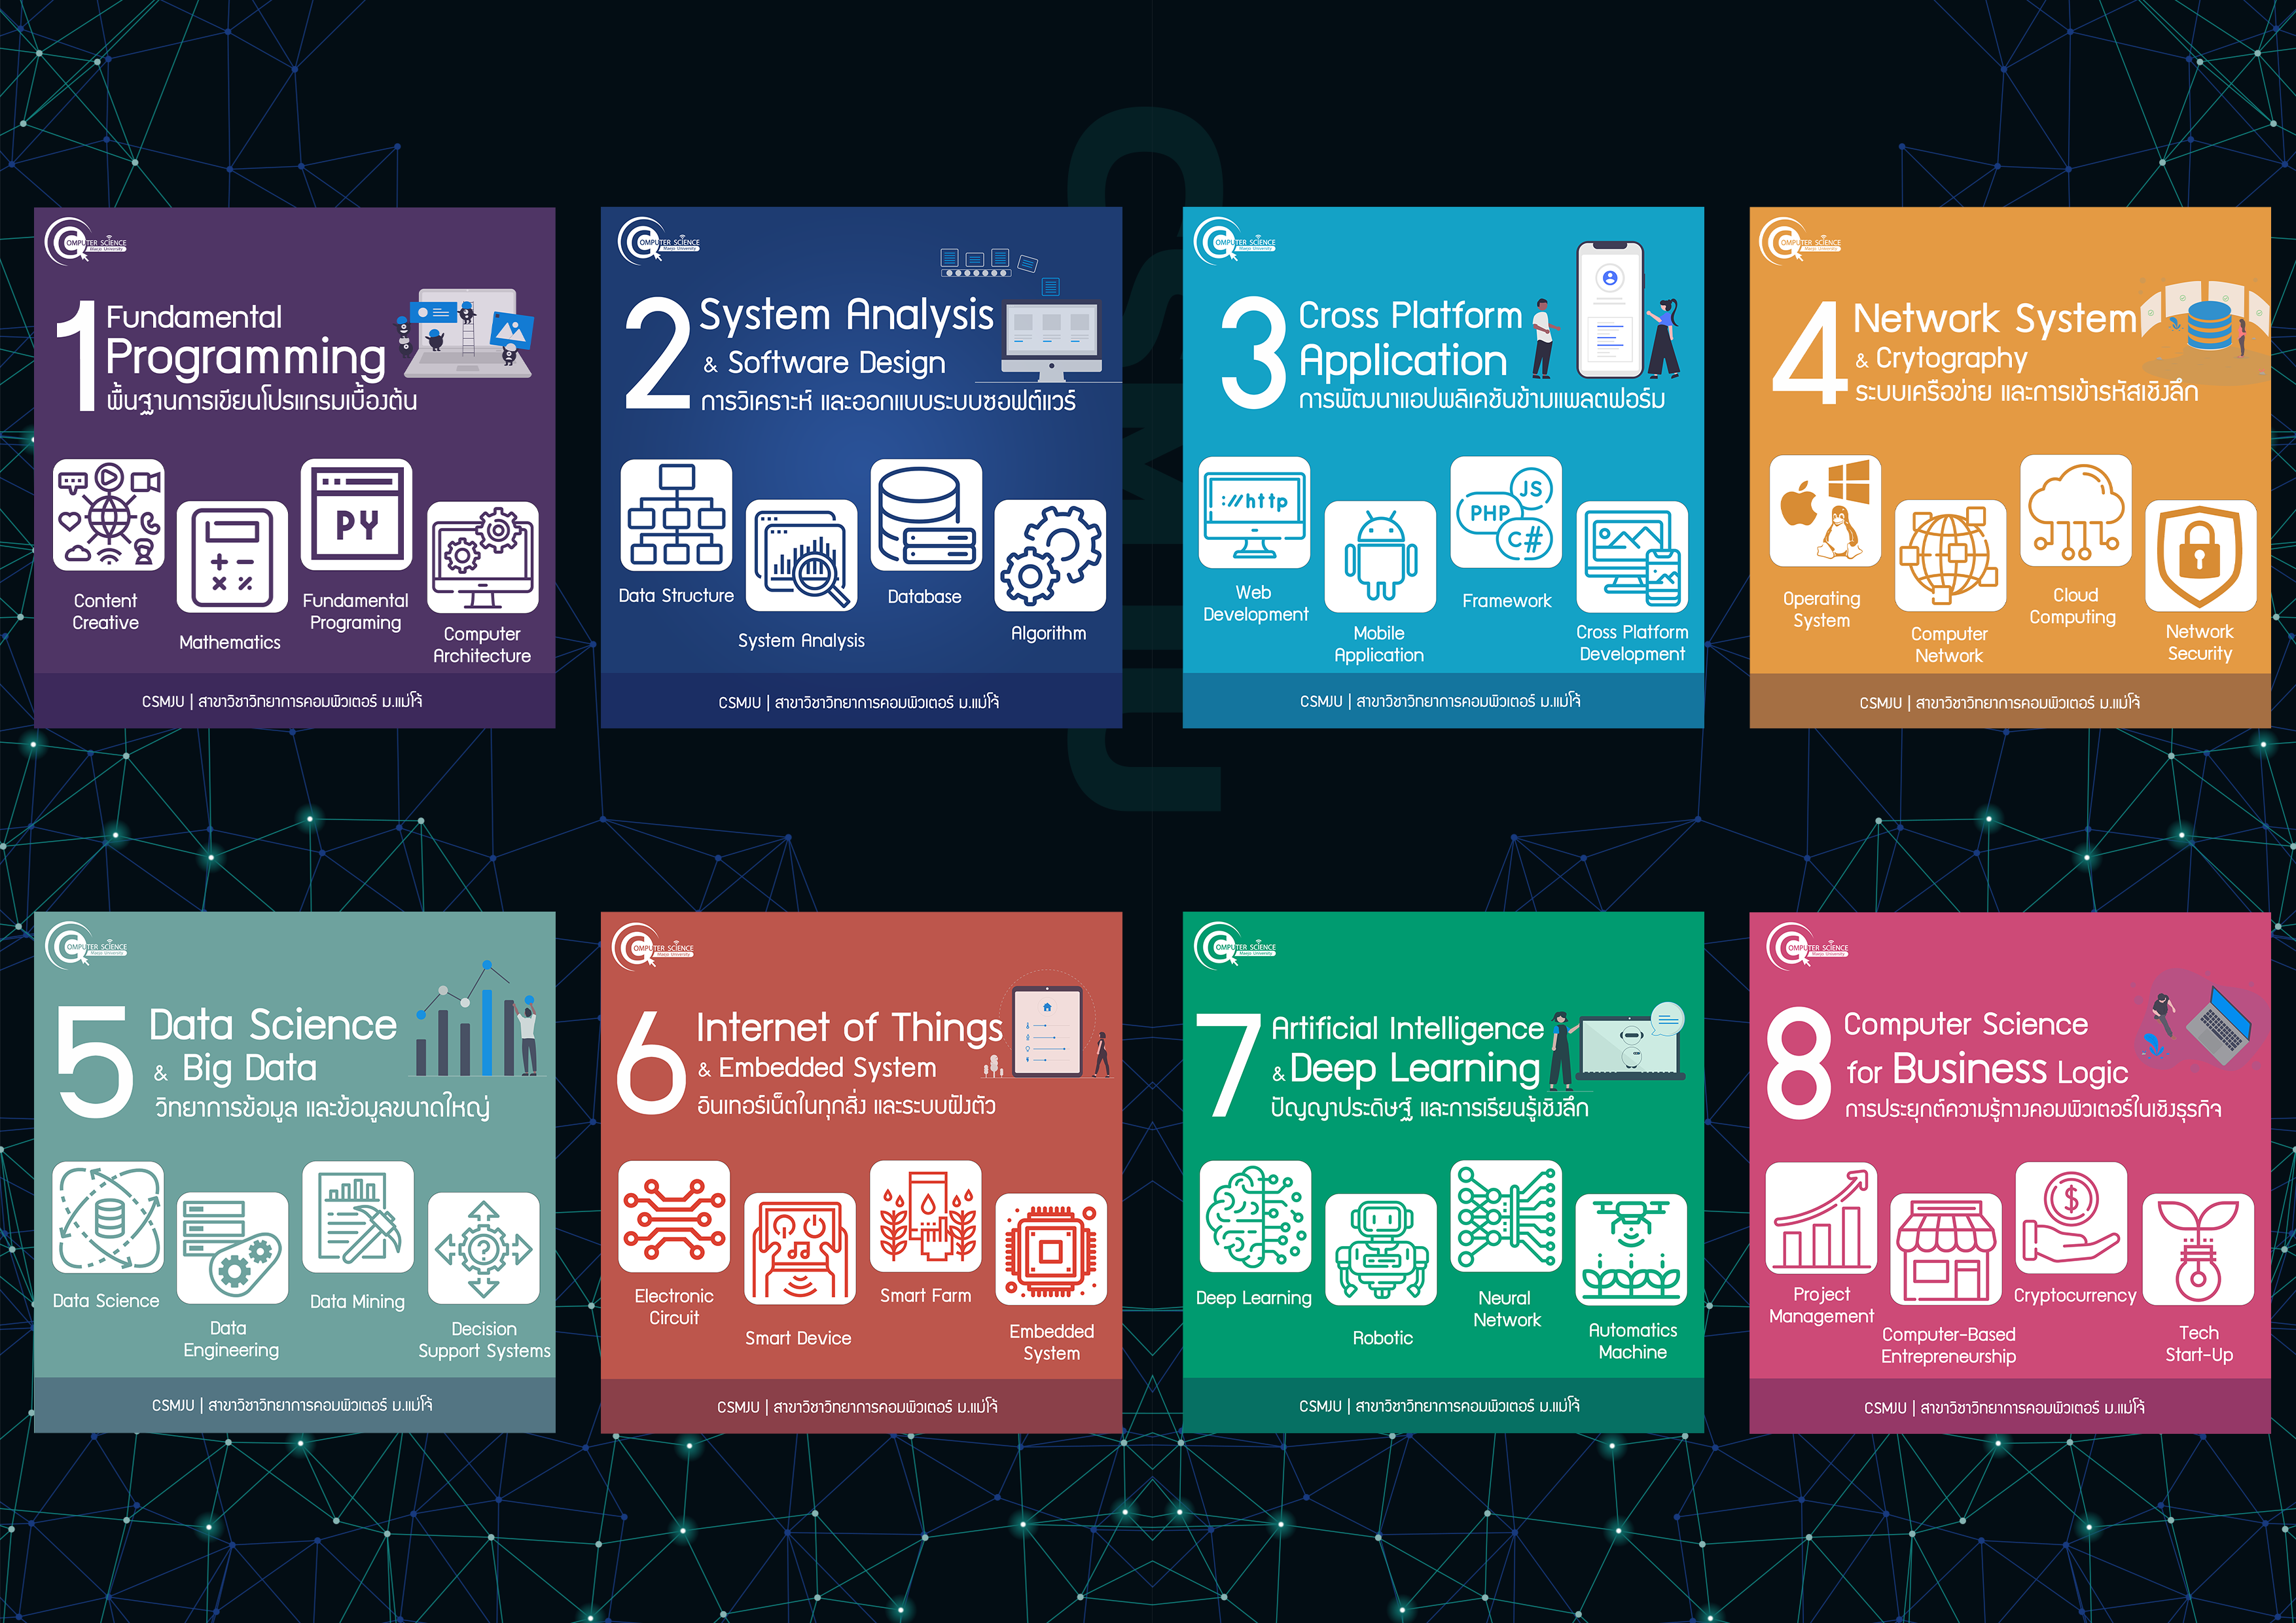 COMPUTER SCIENCE
Maejo University
1
Fundamental
Programming
พื้นฐานการเขียนโปรแกรมเบื้องต้น
Content
Creative
Mathematics
PY
Fundamental
Programing
Computer
Architecture
CSMJU | สาขาวิชาวิทยาการคอมพิวเตอร์ ม.แม่โจ้
COMPUTER SCIENCE
Maejo University
2
System Analysis
& Software Design
การวิเคราะห์ และออกแบบระบบซอฟต์แวร์
Data Structure
System Analysis
Database
Algorithm
CSMJU | สาขาวิชาวิทยาการคอมพิวเตอร์ ม.แม่โจ้
COMPUTER SCIENCE
Maejo University
3
Cross Platform
Application
การพัฒนาแอปพลิเคชันข้ามแพลตฟอร์ม
://http
Web
Development
Mobile
Application
JS
PHP
C#
Framework
Cross Platform
Development
CSMJU | สาขาวิชาวิทยาการคอมพิวเตอร์ ม.แม่โจ้
COMPUTER SCIENCE
Maejo University
4
Network System
& Crytography
ระบบเครือข่าย และการเข้ารหัสเชิงลึก
Operating
System
Computer
Network
Cloud
Computing
Network
Security
CSMJU | สาขาวิชาวิทยาการคอมพิวเตอร์ ม.แม่โจ้
CSMJU
COMPUTER SCIENCE
Maejo University
5
Data Science
& Big Data
วิทยาการข้อมูล และข้อมูลขนาดใหญ่
Data Science
Data
Engineering
Data Mining
?
Decision
Support Systems
CSMJU | สาขาวิชาวิทยาการคอมพิวเตอร์ ม.แม่โจ้
COMPUTER SCIENCE
Maejo University
6
Internet of Things
& Embedded System
อินเทอร์เน็ตในทุกสิ่ง และระบบฝังตัว
Electronic
Circuit
Smart Device
Smart Farm
Embedded
System
CSMJU | สาขาวิชาวิทยาการคอมพิวเตอร์ ม.แม่โจ้
COMPUTER SCIENCE
Maejo University
7
Artificial Intelligence
& Deep Learning
ปัญญาประดิษฐ์ และการเรียนรู้เชิงลึก
Deep Learning
Robotic
Neural
Network
Automatics
Machine
CSMJU | สาขาวิชาวิทยาการคอมพิวเตอร์ ม.แม่โจ้
COMPUTER SCIENCE
Maejo University
8
Computer Science
for Business Logic
การประยุกต์ความรู้ทางคอมพิวเตอร์ในเชิงธุรกิจ
Project
Management
Computer-Based
Entrepreneurship
$
Cryptocurrency
Tech
Start-Up
CSMJU | สาขาวิชาวิทยาการคอมพิวเตอร์ ม.แม่โจ้